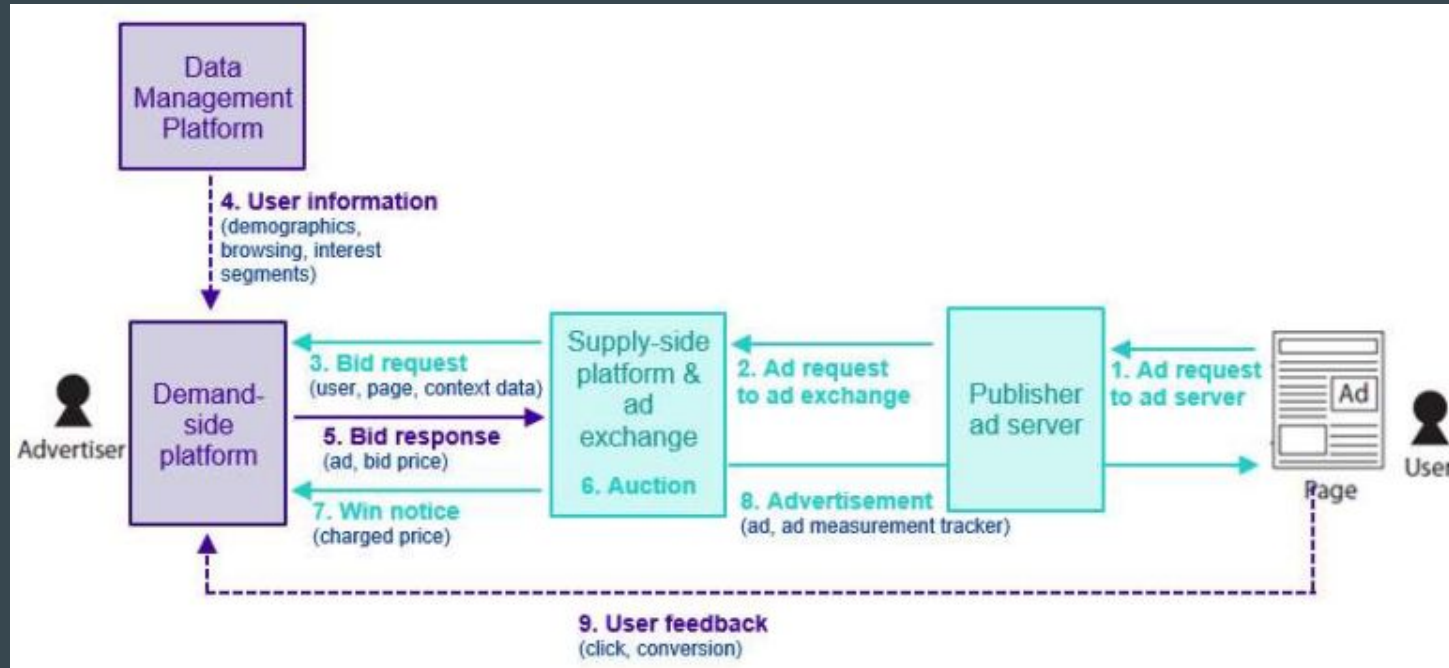 Data
Management
Platform
4. User information
(demographics,
browsing, interest
segments)
Advertiser
Demand-
side
platform
3. Bid request
(user, page, context data)
5. Bid response
(ad, bid price)
7. Win notice
(charged price)
Supply-side
platform &
ad
exchange
6. Auction
2. Ad request
to ad exchange
8. Advertisement
(ad, ad measurement tracker)
Publisher
ad server
1. Ad request
to ad server
Ad
Page
User
9. User feedback
(click, conversion)